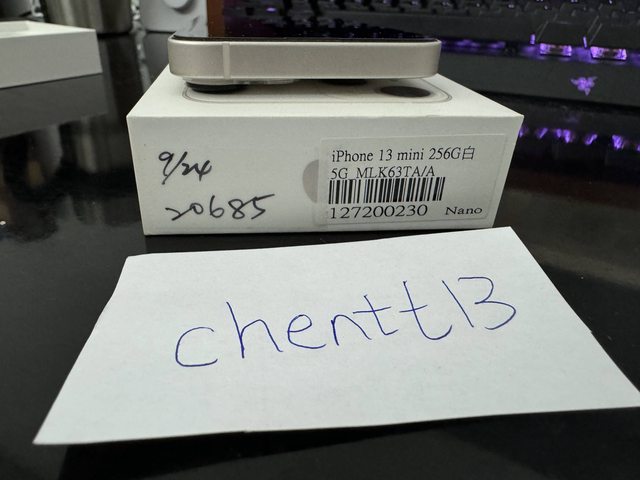 9/24
20685
iPhone 13 mini 256G白
5G MLK63TA/A
127200230 Nano
chentt13